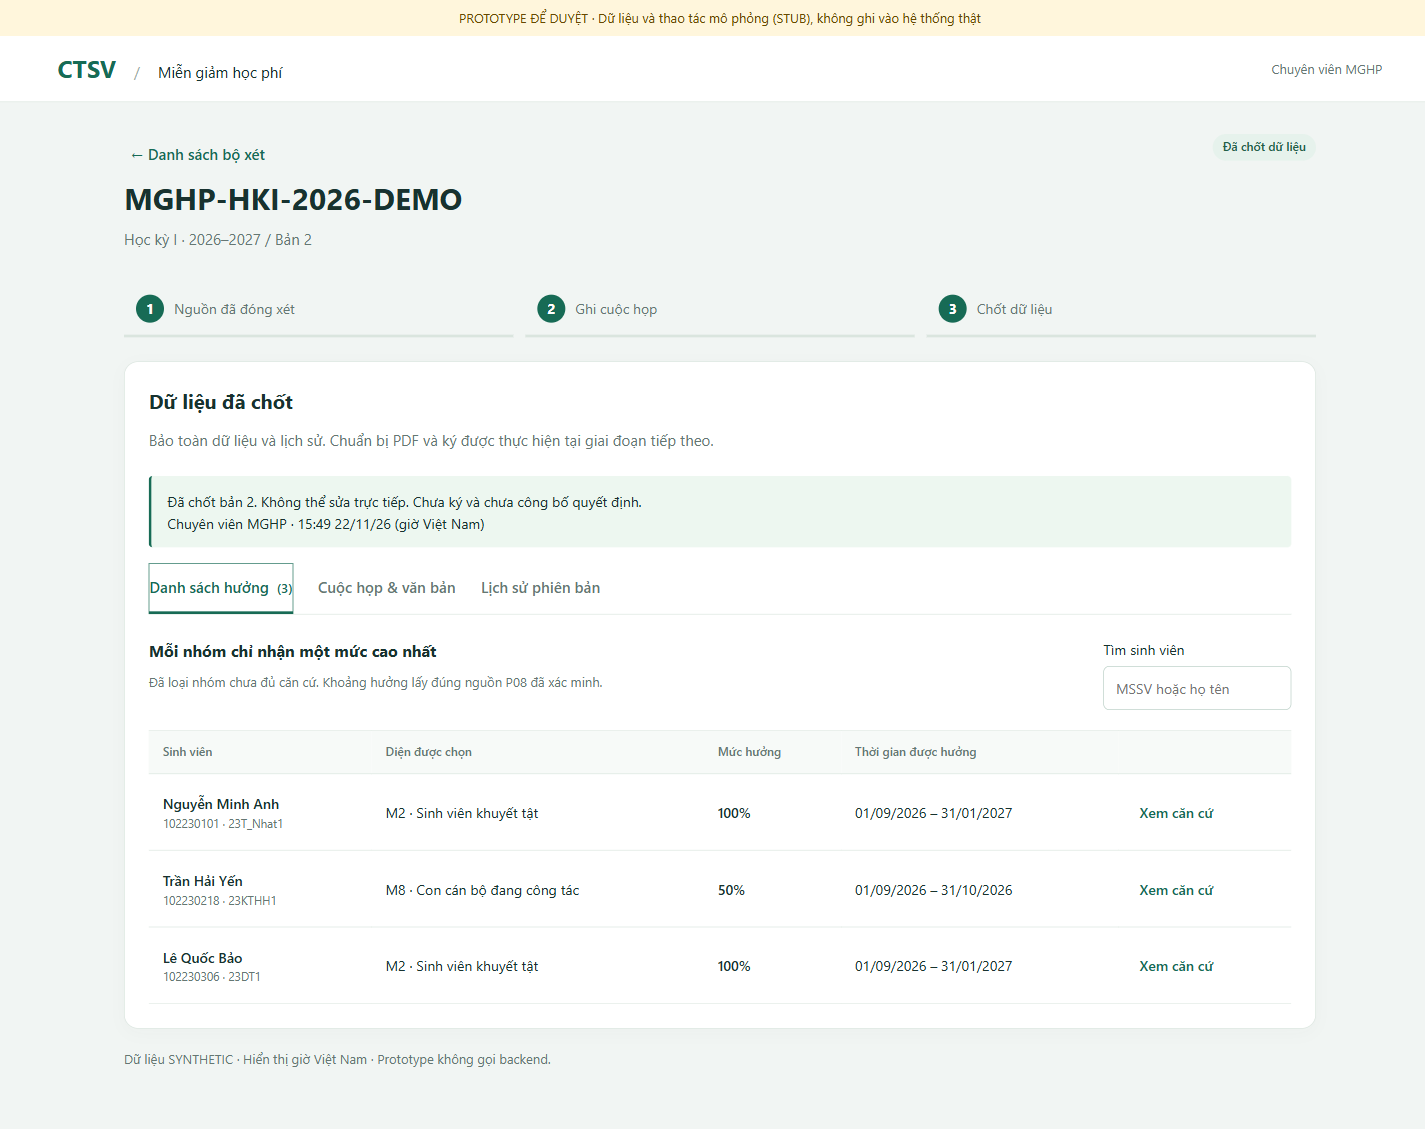 PROTOTYPE ĐỂ DUYỆT · Dữ liệu và thao tác mô phỏng (STUB), không ghi vào hệ thống thật
CTSV / Miễn giảm học phí
Chuyên viên MGHP
← Danh sách bộ xét
Đã chốt dữ liệu
MGHP-HKI-2026-DEMO
Học kỳ I · 2026–2027 / Bản 2
1 Nguồn đã đóng xét
2 Ghi cuộc họp
3 Chốt dữ liệu
Dữ liệu đã chốt
Bảo toàn dữ liệu và lịch sử. Chuẩn bị PDF và ký được thực hiện tại giai đoạn tiếp theo.
Đã chốt bản 2. Không thể sửa trực tiếp. Chưa ký và chưa công bố quyết định.
Chuyên viên MGHP · 15:49 22/11/26 (giờ Việt Nam)
Danh sách hưởng (3) Cuộc họp & văn bản Lịch sử phiên bản
Mỗi nhóm chỉ nhận một mức cao nhất
Đã loại nhóm chưa đủ căn cứ. Khoảng hưởng lấy đúng nguồn P08 đã xác minh.
Tìm sinh viên
MSSV hoặc họ tên
Sinh viên Diện được chọn Mức hưởng Thời gian được hưởng
Nguyễn Minh Anh
102230101 · 23T_Nhat1
M2 · Sinh viên khuyết tật 100% 01/09/2026 – 31/01/2027 Xem căn cứ
Trần Hải Yến
102230218 · 23KTHH1
M8 · Con cán bộ đang công tác 50% 01/09/2026 – 31/10/2026 Xem căn cứ
Lê Quốc Bảo
102230306 · 23DT1
M2 · Sinh viên khuyết tật 100% 01/09/2026 – 31/01/2027 Xem căn cứ
Dữ liệu SYNTHETIC · Hiển thị giờ Việt Nam · Prototype không gọi backend.